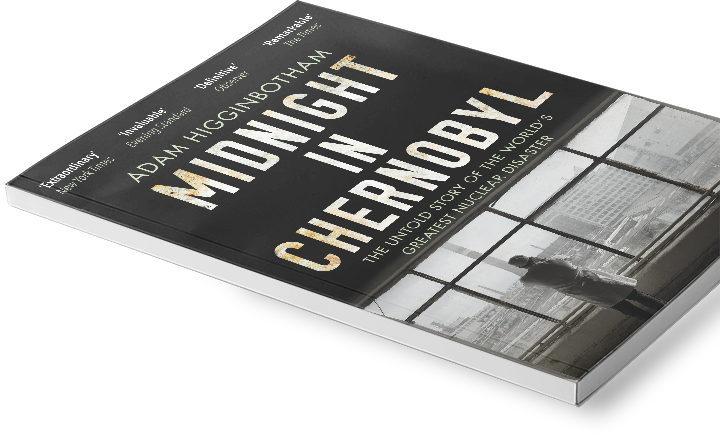 'Extraordinary'
New York Times
'Invaluable'
Evening Standard
'Definitive'
Observer
'Remarkable'
The Times
ADAM HIGGINBOTHAM
MIDNIGHT
IN
CHERNOBYL
THE UNTOLD STORY OF THE WORLD'S
GREATEST NUCLEAR DISASTER